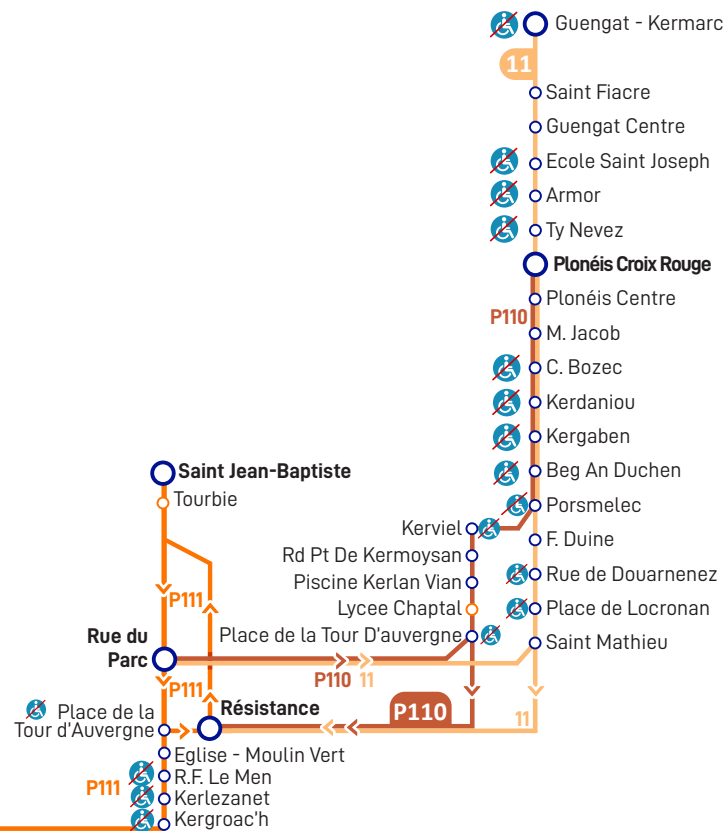 Guengat - Kermarc
11
Saint Fiacre
Guengat Centre
Ecole Saint Joseph
Armor
Ty Nevez
Plonéis Croix Rouge
Plonéis Centre
P110
M. Jacob
C. Bozec
Kerdaniou
Kergaben
Beg An Duchen
Porsmelec
F. Duine
Rue de Douarnenez
Place de Locronan
Saint Mathieu
Saint Jean-Baptiste
Tourbie
Kerviel
Rd Pt De Kermoysan
Piscine Kerlan Vian
Lycee Chaptal
Place de la Tour D'auvergne
P111
Rue du
Parc
P110 11
P111
Résistance
P110
11
Place de la
Tour d'Auvergne
Eglise - Moulin Vert
R.F. Le Men
P111
Kerlezanet
Kergroac'h